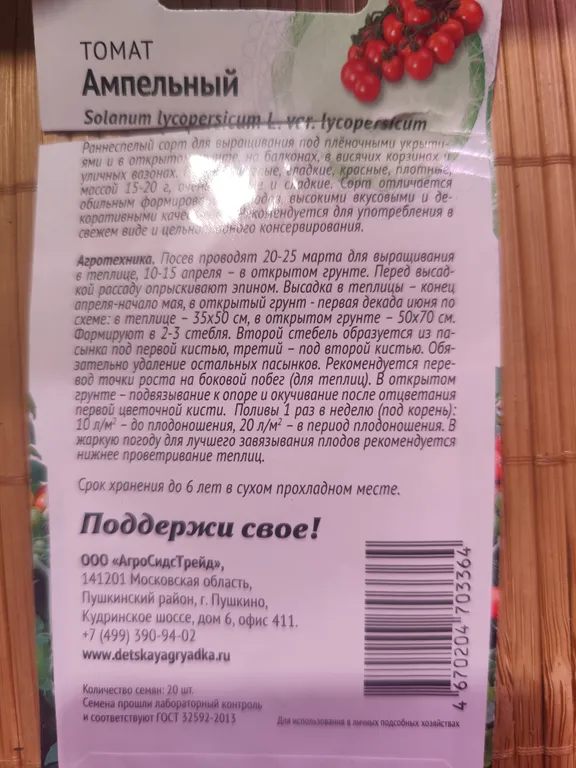 ТОМАТ
Ампельный
Solanum lycopersicum L. var. lycopersicum
Раннеспелый сорт для выращивания под плёночными укрыти-
ями и в открытом грунте, на балконах, в висячих корзинах и
уличных вазонах. гладкие, красные, плотные,
массой 15-20 г, и сладкие. Сорт отличается
обильным высокими вкусовыми и де-
коративными Рекомендуется для употребления в
свежем виде и цельноплодного консервирования.
Агротехника. Посев проводят 20-25 марта для выращивания
в теплице, 10-15 апреля – в открытом грунте. Перед высад-
кой рассаду опрыскивают эпином. Высадка в теплицы – конец
апреля-начало мая, в открытый грунт - первая декада июня по
схеме: в теплице – 35х50 см, в открытом грунте – 50х70 см.
Формируют в 2-3 стебля. Второй стебель образуется из па-
сынка под первой кистью, третий – под второй кистью. Обя-
зательно удаление остальных пасынков. Рекомендуется пере-
вод точки роста на боковой побег (для теплиц). В открытом
грунте – подвязывание к опоре и окучивание после отцветания
первой цветочной кисти. Поливы 1 раз в неделю (под корень):
10 л/м² – до плодоношения, 20 л/м² – в период плодоношения. В
жаркую погоду для лучшего завязывания плодов рекомендуется
нижнее проветривание теплиц.
Срок хранения до 6 лет в сухом прохладном месте.
Поддержи свое!
ООО «АгроСидсТрейд»,
141201 Московская область,
Пушкинский район, г. Пушкино,
Кудринское шоссе, дом 6, офис 411.
+7 (499) 390-94-02
www.detskayagryadka.ru
Количество семян: 20 шт.
Семена прошли лабораторный контроль
и соответствуют ГОСТ 32592-2013
4 670204 703364
Для использования в личных подсобных хозяйствах